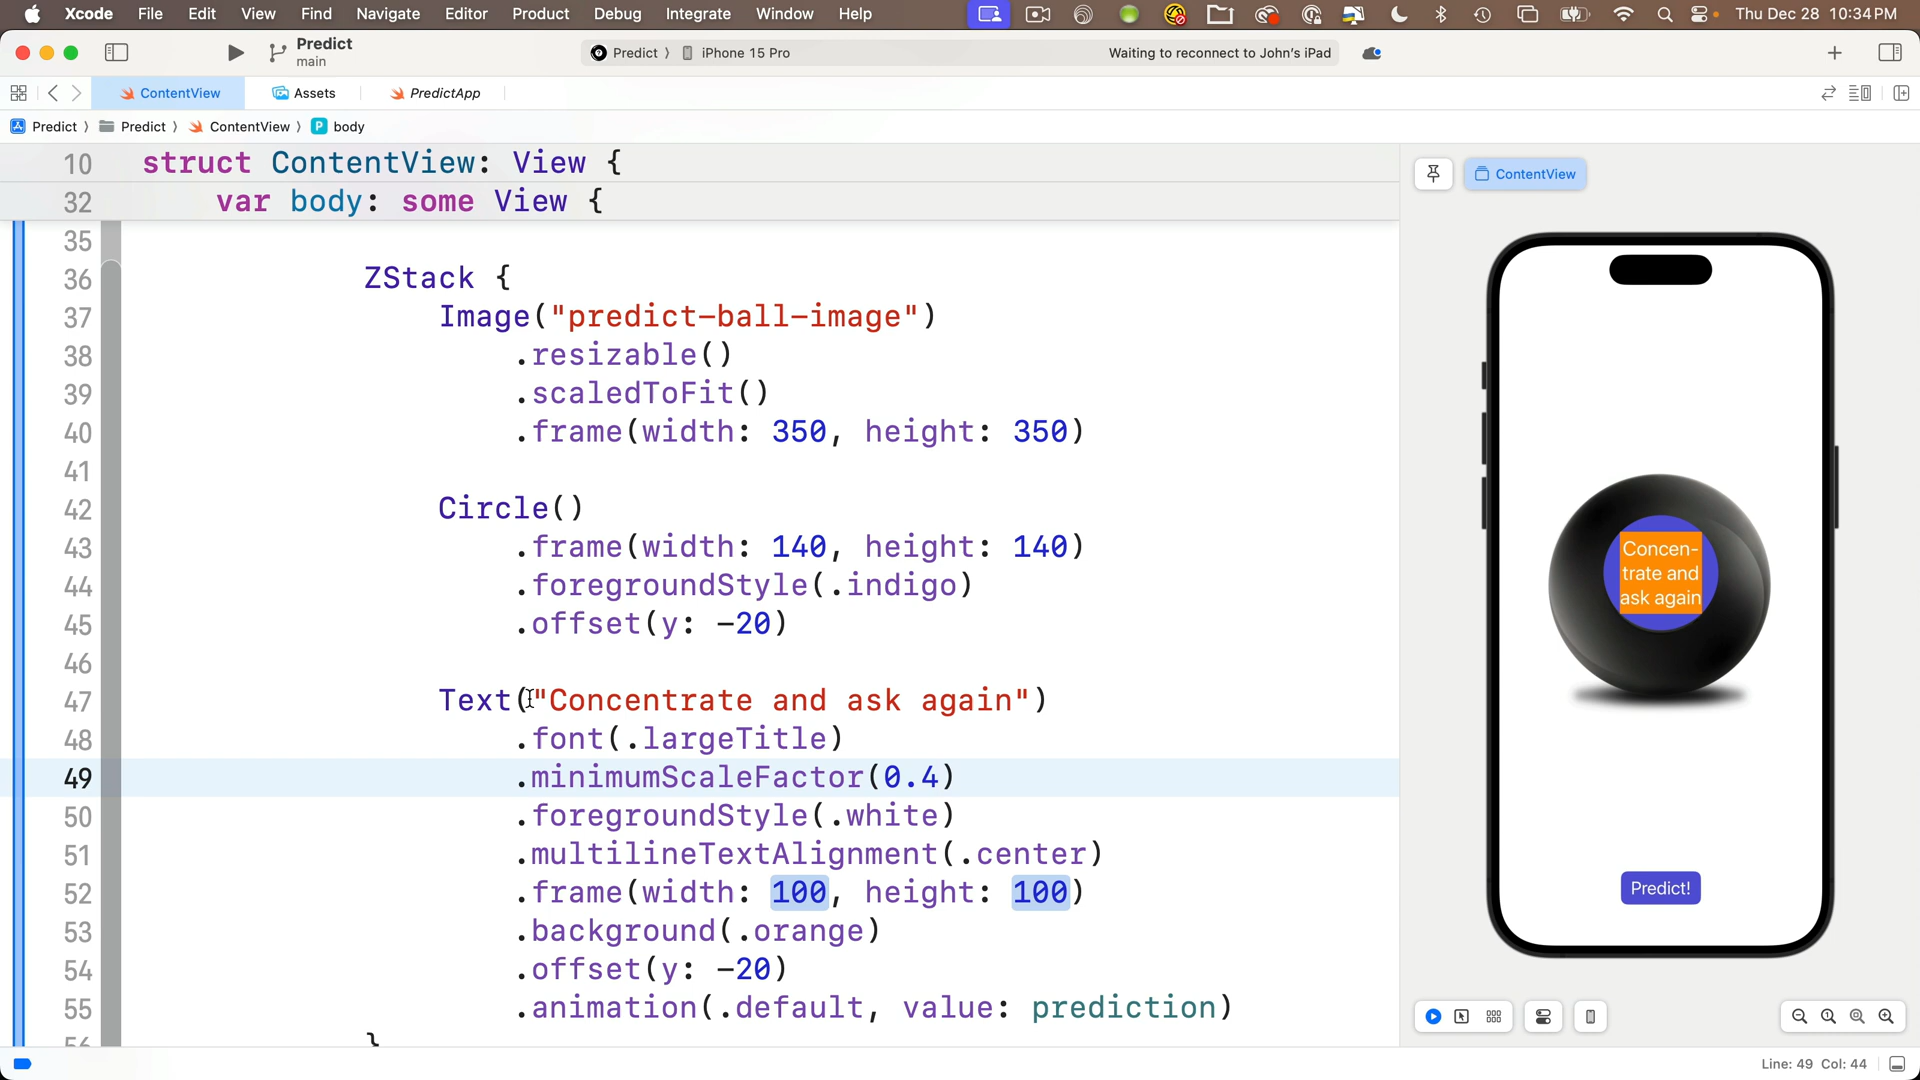 Xcode File Edit View Find Navigate Editor Product Debug Integrate Window Help Thu Dec 28 10:34 PM
Predict
main
Predict 〉 iPhone 15 Pro Waiting to reconnect to John's iPad
ContentView Assets PredictApp
Predict 〉 Predict 〉 ContentView 〉 P body
10 struct ContentView: View {
32 var body: some View {
35
36 ZStack {
37 Image("predict-ball-image")
38 .resizable()
39 .scaledToFit()
40 .frame(width: 350, height: 350)
41
42 Circle()
43 .frame(width: 140, height: 140)
44 .foregroundStyle(.indigo)
45 .offset(y: -20)
46
47 Text("Concentrate and ask again")
48 .font(.largeTitle)
49 .minimumScaleFactor(0.4)
50 .foregroundStyle(.white)
51 .multilineTextAlignment(.center)
52 .frame(width: 100, height: 100)
53 .background(.orange)
54 .offset(y: -20)
55 .animation(.default, value: prediction)
56 }
ContentView
Concen-
trate and
ask again
Predict!
Line: 49 Col: 44